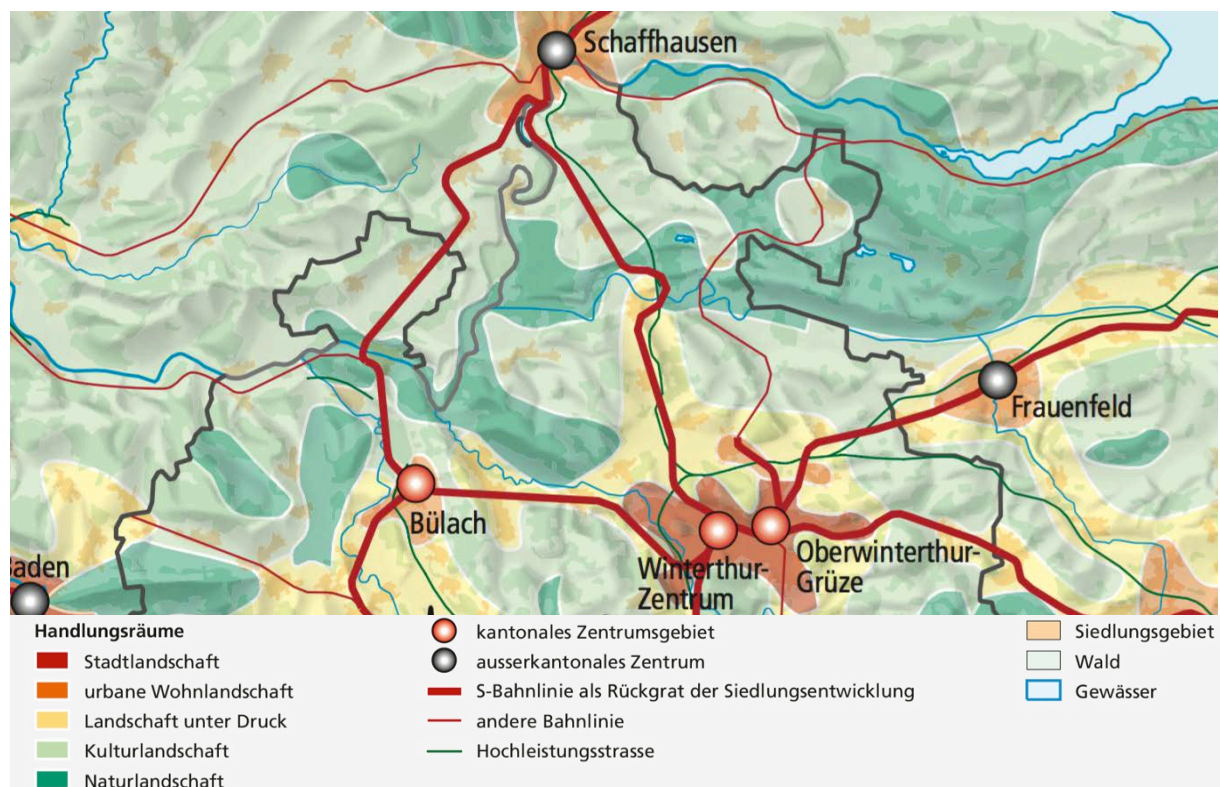 Schaffhausen
Frauenfeld
Bülach
Oberwinterthur-
Grüze
Winterthur-
Zentrum
aden
Handlungsräume
Stadtlandschaft
urbane Wohnlandschaft
Landschaft unter Druck
Kulturlandschaft
Naturlandschaft
kantonales Zentrumsgebiet
ausserkantonales Zentrum
S-Bahnlinie als Rückgrat der Siedlungsentwicklung
andere Bahnlinie
Hochleistungsstrasse
Siedlungsgebiet
Wald
Gewässer